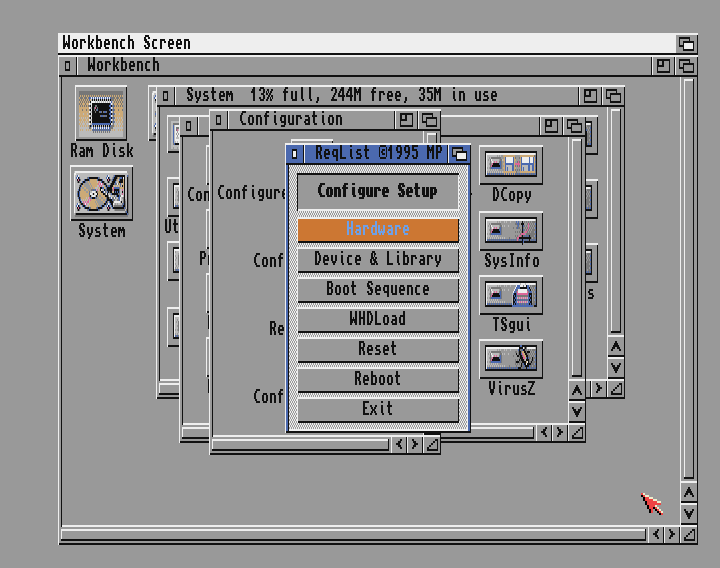 Workbench Screen
Workbench
System 13% full, 244M free, 35M in use
Configuration
ReqList ©1995 MP
Ram Disk
System
Configure Setup
Hardware
Device & Library
Boot Sequence
WHDLoad
Reset
Reboot
Exit
Configure
Con
Ut
Conf
Re
Conf
DCopy
SysInfo
TSgui
VirusZ
s